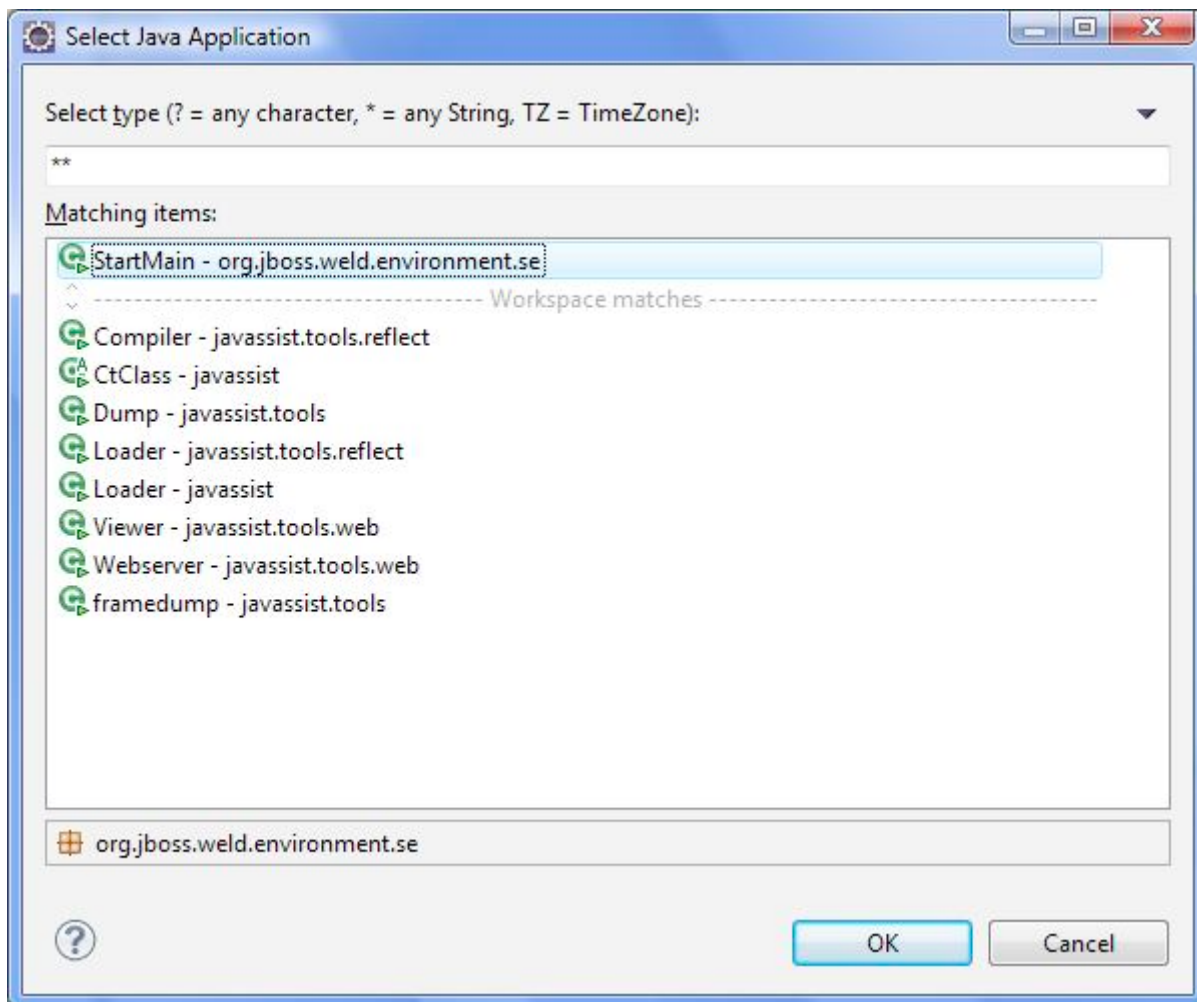 Select Java Application
Select type (? = any character, * = any String, TZ = TimeZone):
**
Matching items:
StartMain - org.jboss.weld.environment.se
Workspace matches
Compiler - javassist.tools.reflect
CtClass - javassist
Dump - javassist.tools
Loader - javassist.tools.reflect
Loader - javassist
Viewer - javassist.tools.web
Webserver - javassist.tools.web
framedump - javassist.tools
org.jboss.weld.environment.se
OK Cancel